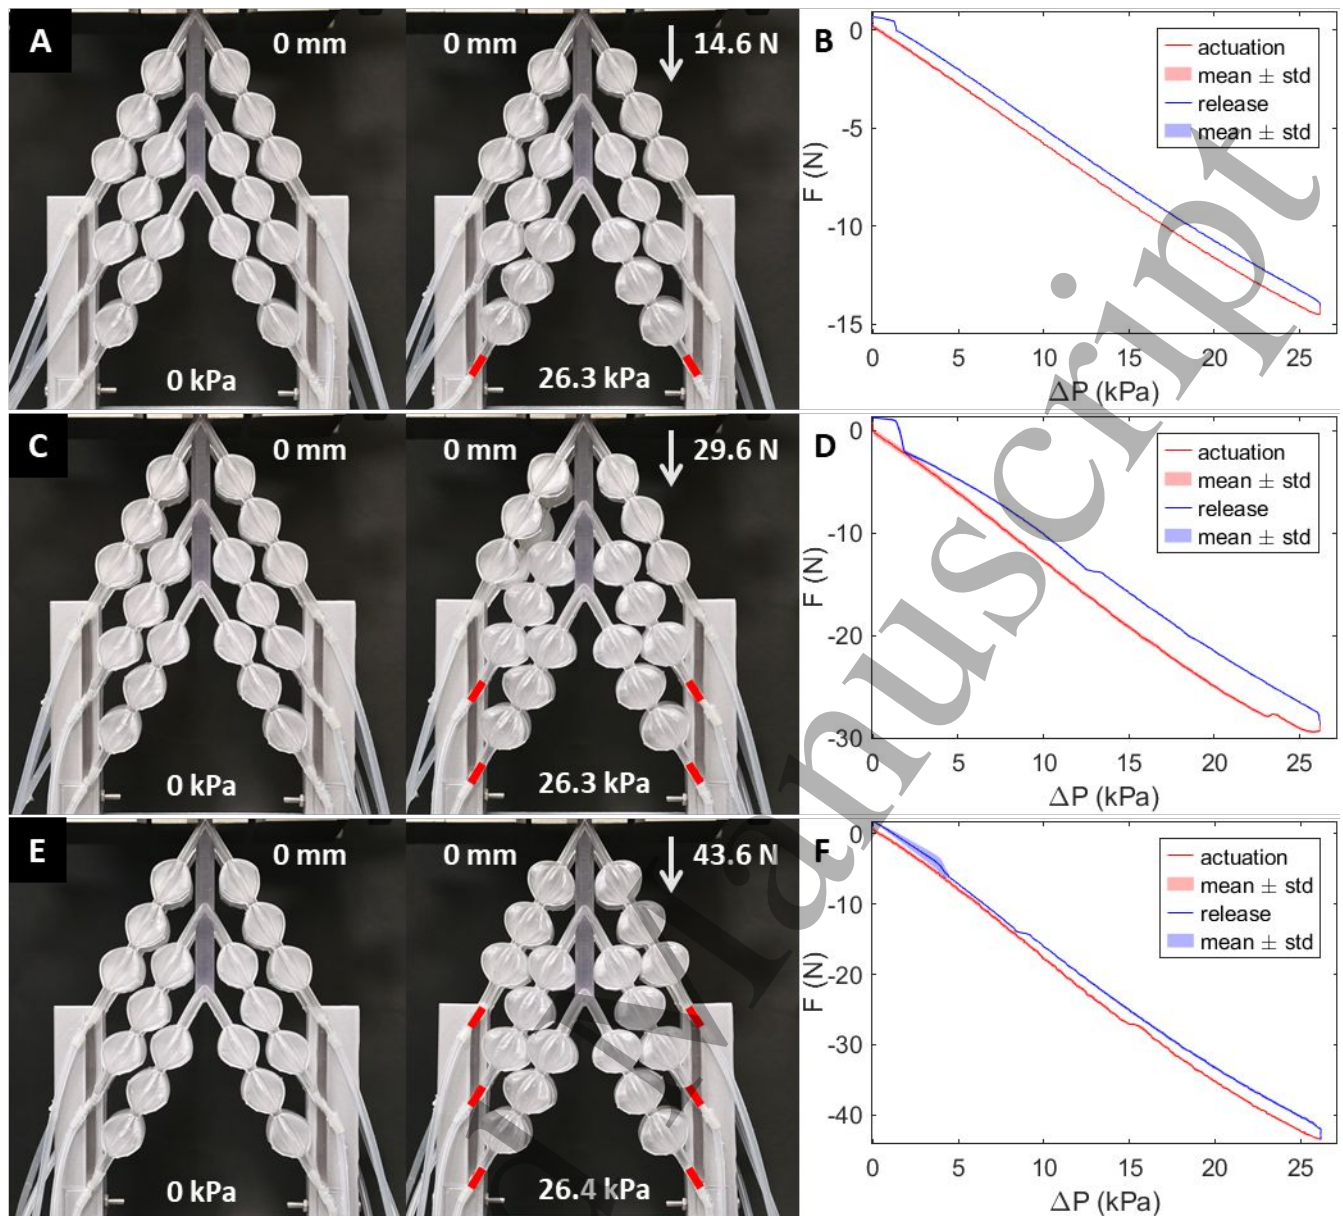 A
0 mm
0 mm
14.6 N
0 kPa
26.3 kPa
B
0
-5
-10
-15
F (N)
0
5
10
15
20
25
ΔP (kPa)
actuation
mean ± std
release
mean ± std
C
0 mm
0 mm
29.6 N
0 kPa
26.3 kPa
D
0
-10
-20
-30
F (N)
0
5
10
15
20
25
ΔP (kPa)
actuation
mean ± std
release
mean ± std
E
0 mm
0 mm
43.6 N
0 kPa
26.4 kPa
F
0
-10
-20
-30
-40
F (N)
0
5
10
15
20
25
ΔP (kPa)
actuation
mean ± std
release
mean ± std
Manuscript